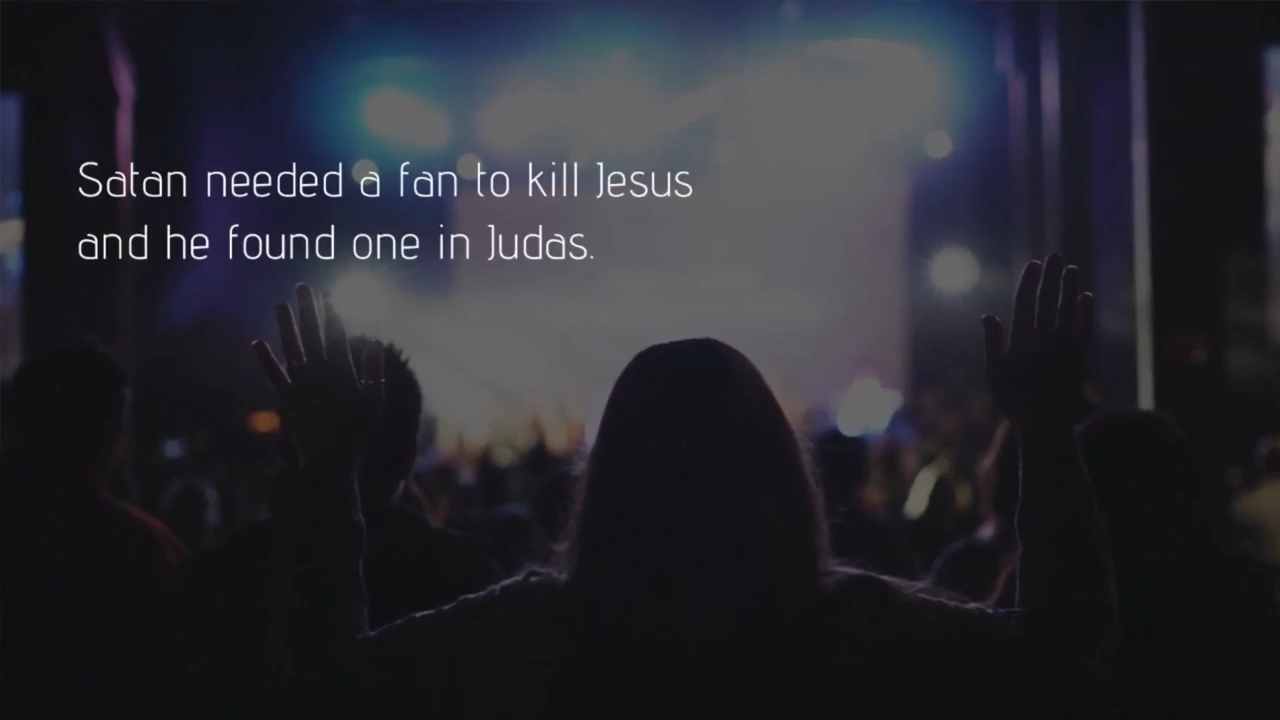 Satan needed a fan to kill Jesus
and he found one in Judas.